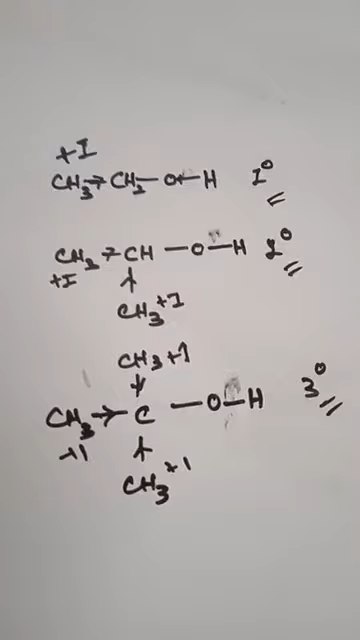 +I
CH₃→CH₂—O←H 1°
CH₃→CH—O—H 2°
+I ↑
CH₃+I
CH₃+I
↓
CH₃→C—O—H 3°
+I ↑
CH₃+I